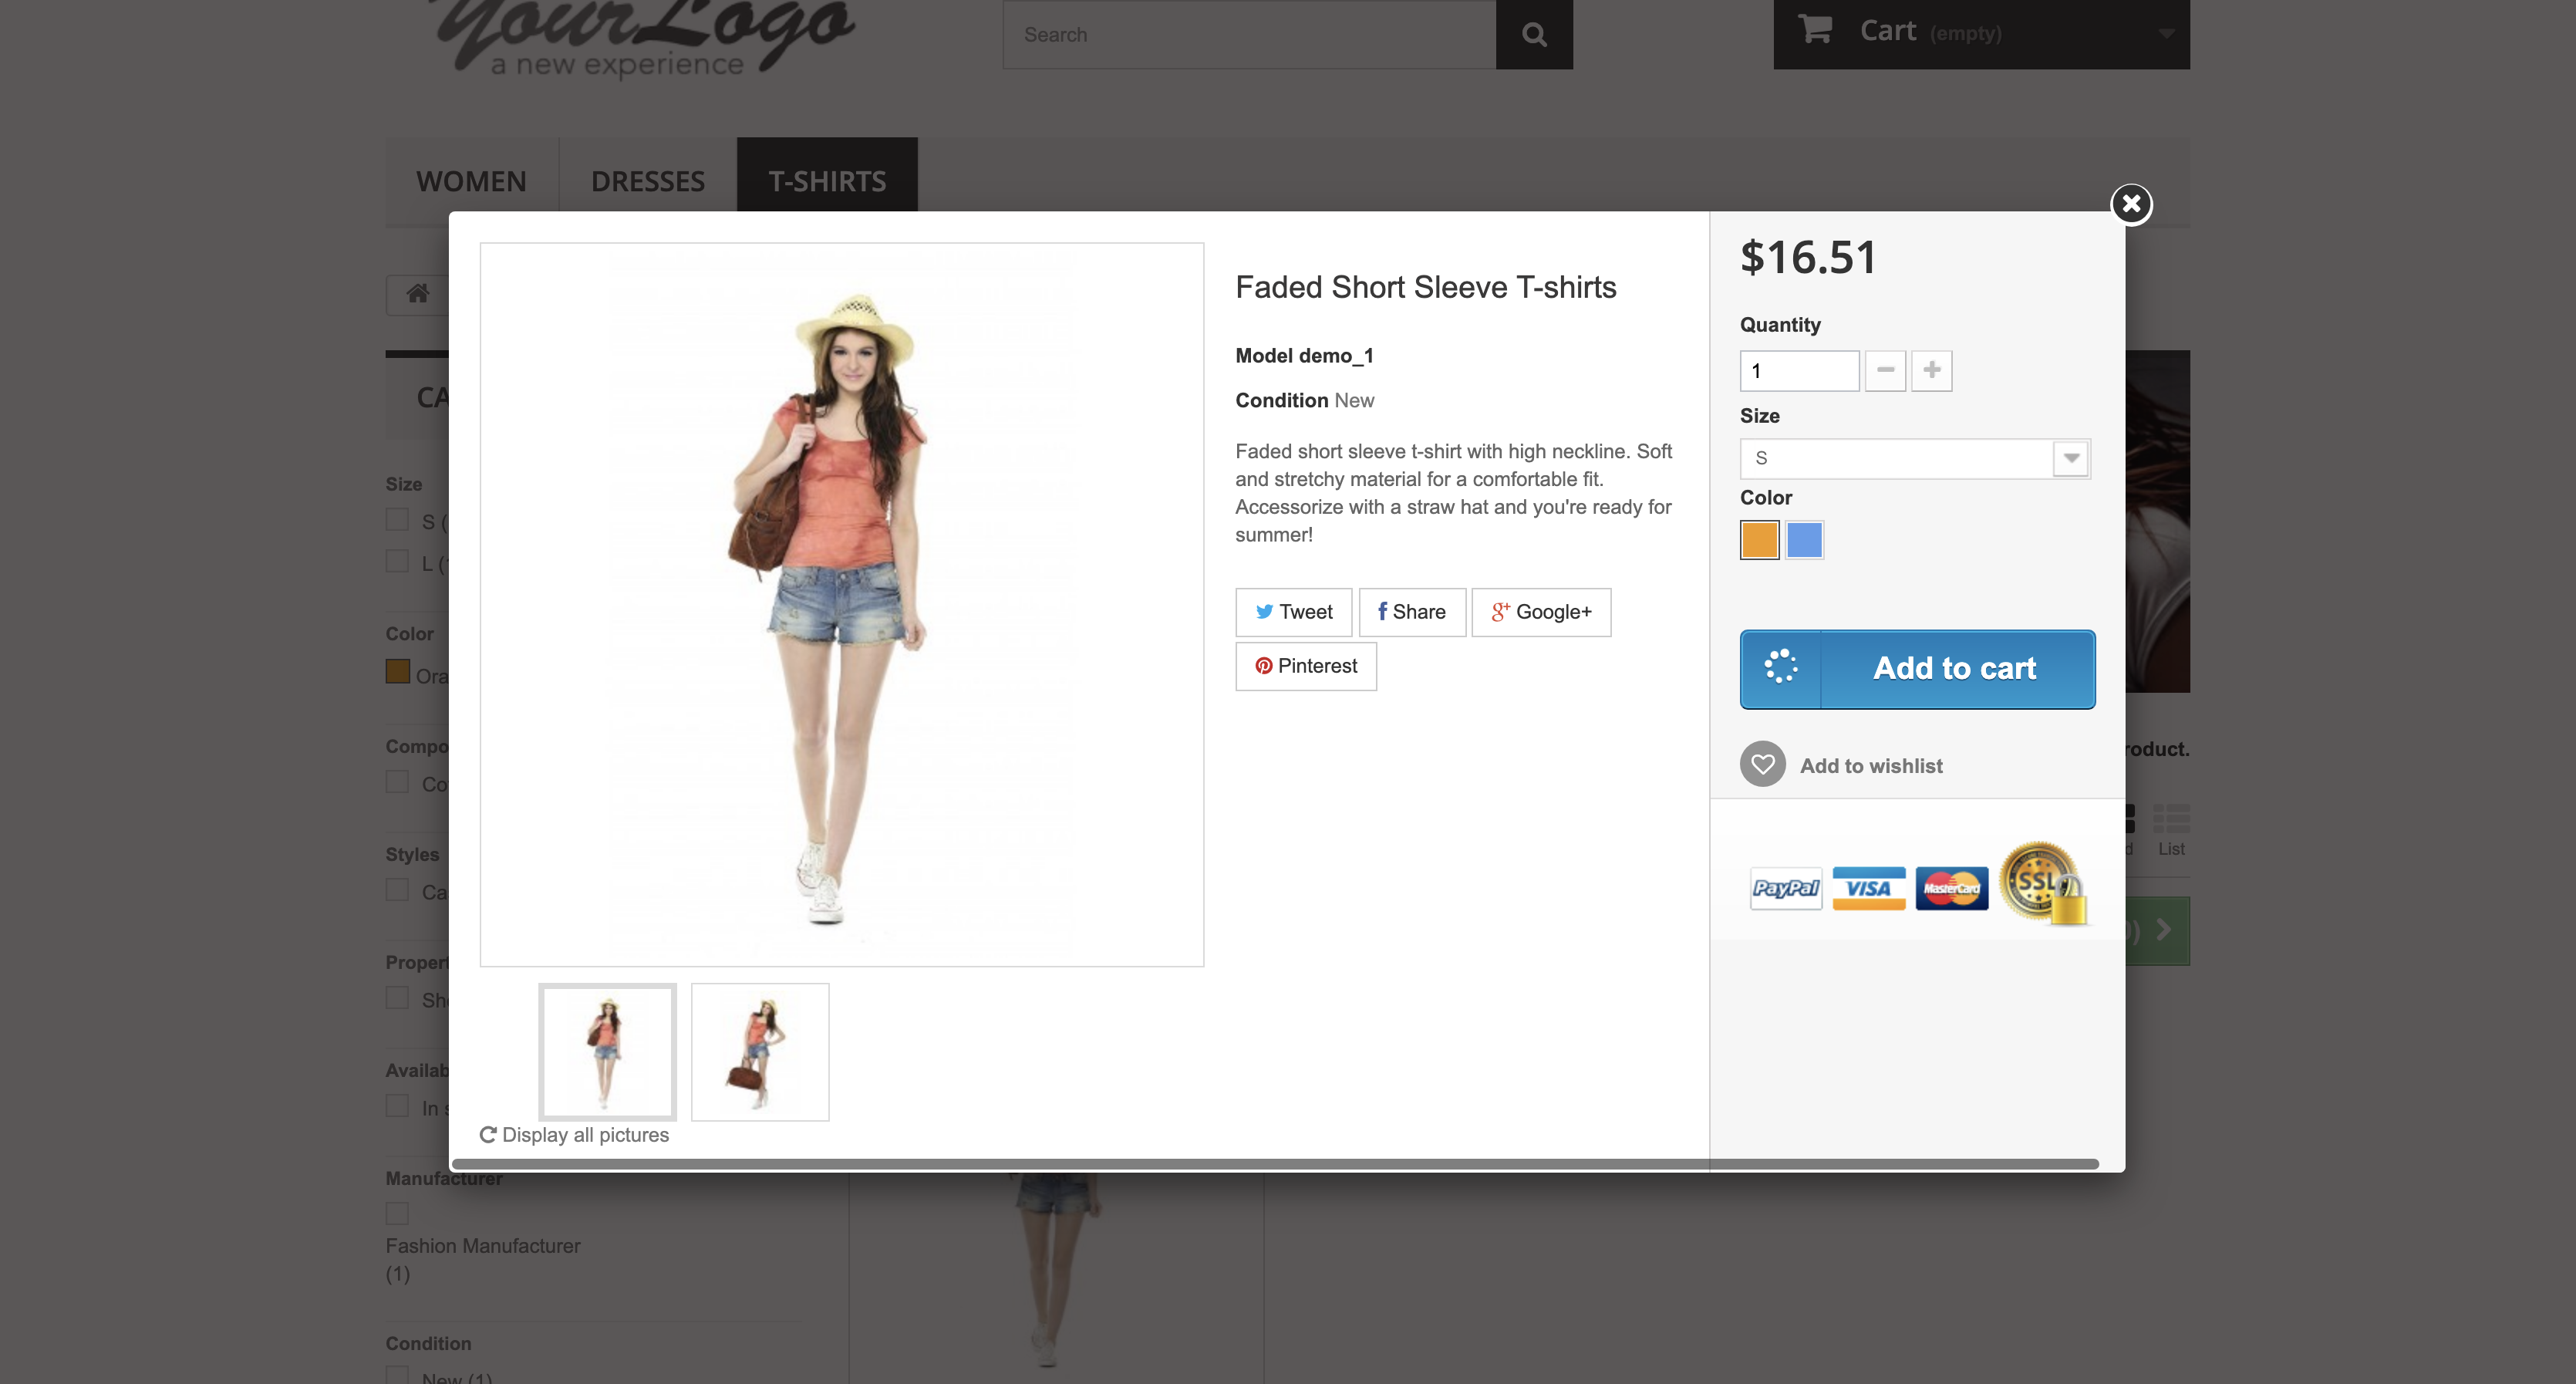 YourLogo
a new experience
Search
Cart (empty)
WOMEN
DRESSES
T-SHIRTS
CA
Size
S (
L (
Color
Ora
Compo
Co
Styles
Ca
Propert
Sh
Availab
In s
Manufacturer
Fashion Manufacturer
(1)
Condition
New (1)
Display all pictures
Faded Short Sleeve T-shirts
Model demo_1
Condition New
Faded short sleeve t-shirt with high neckline. Soft
and stretchy material for a comfortable fit.
Accessorize with a straw hat and you're ready for
summer!
Tweet
Share
Google+
Pinterest
$16.51
Quantity
1
Size
S
Color
Add to cart
Add to wishlist
PayPal
VISA
MasterCard
SSL
roduct.
d
List
)